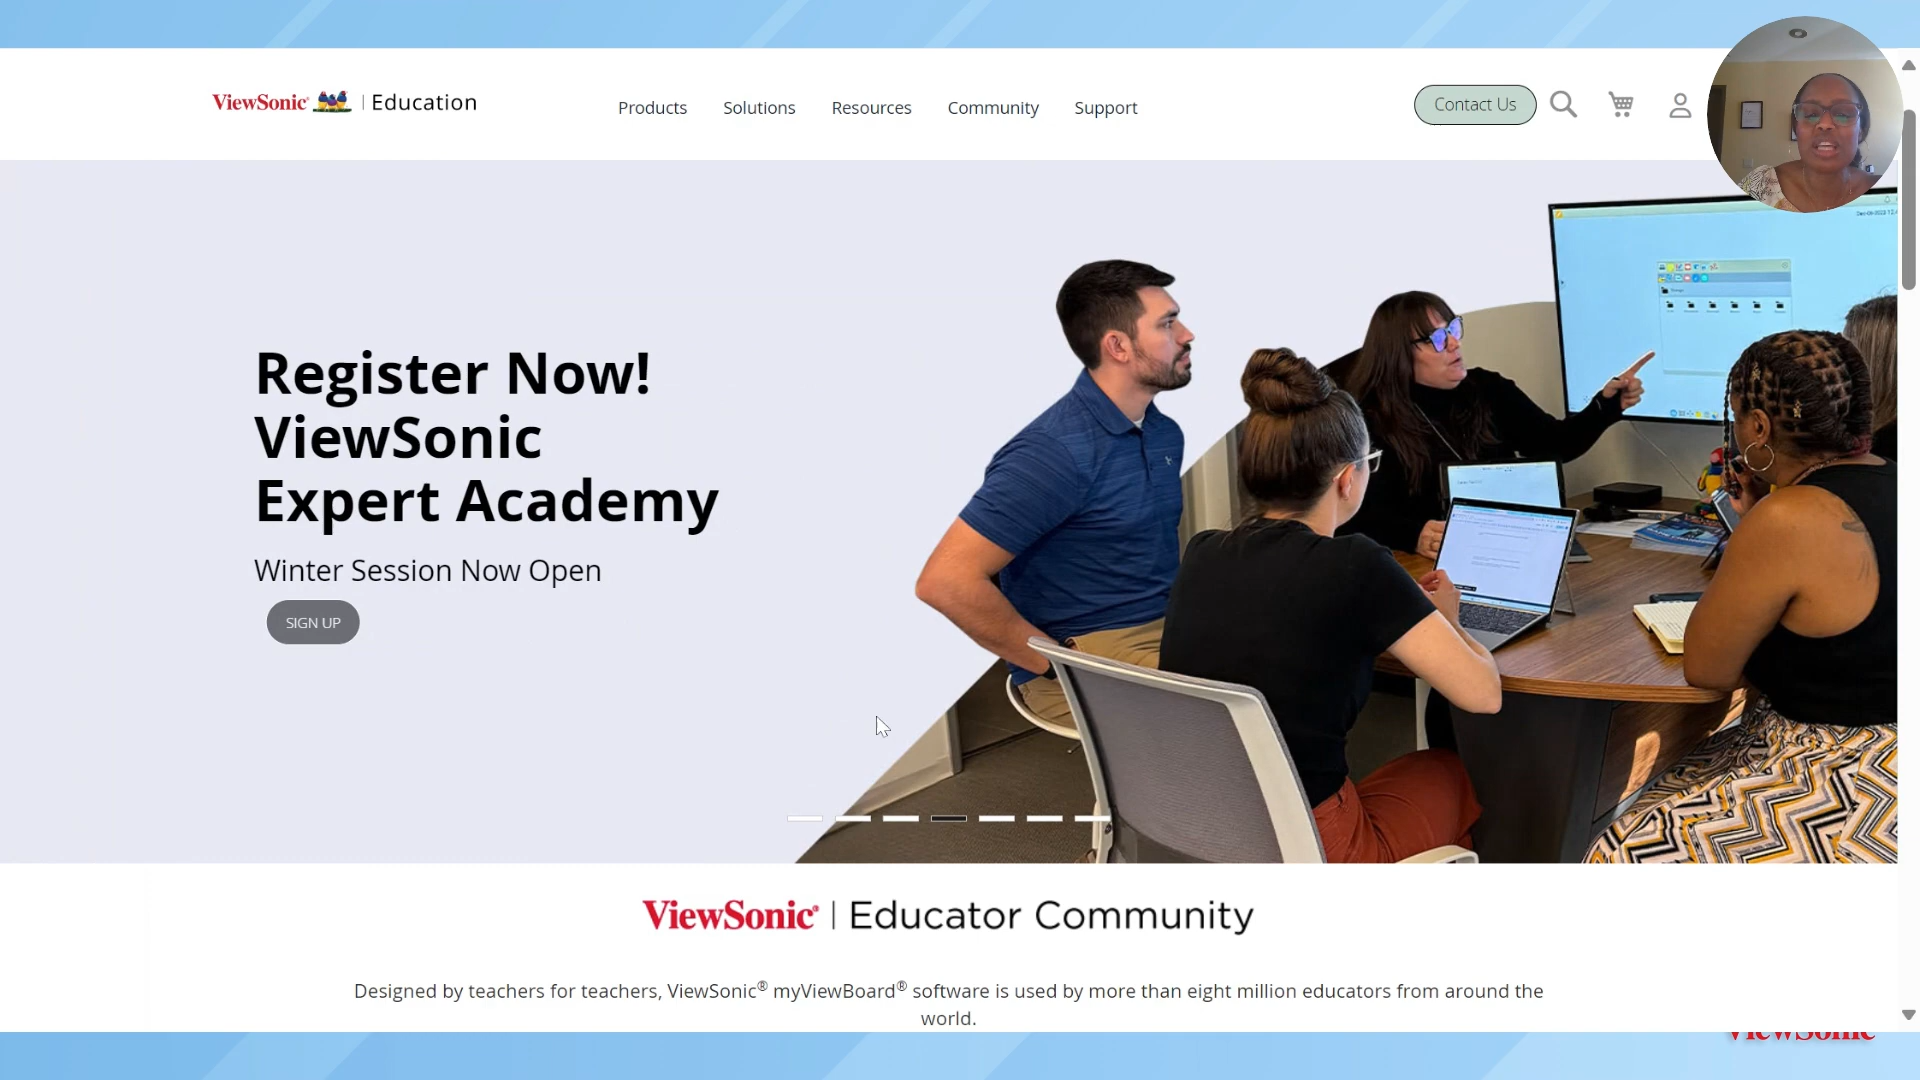 ViewSonic® | Education
Products
Solutions
Resources
Community
Support
Contact Us
Register Now!
ViewSonic
Expert Academy
Winter Session Now Open
SIGN UP
ViewSonic® | Educator Community
Designed by teachers for teachers, ViewSonic® myViewBoard® software is used by more than eight million educators from around the
world.
ViewSonic